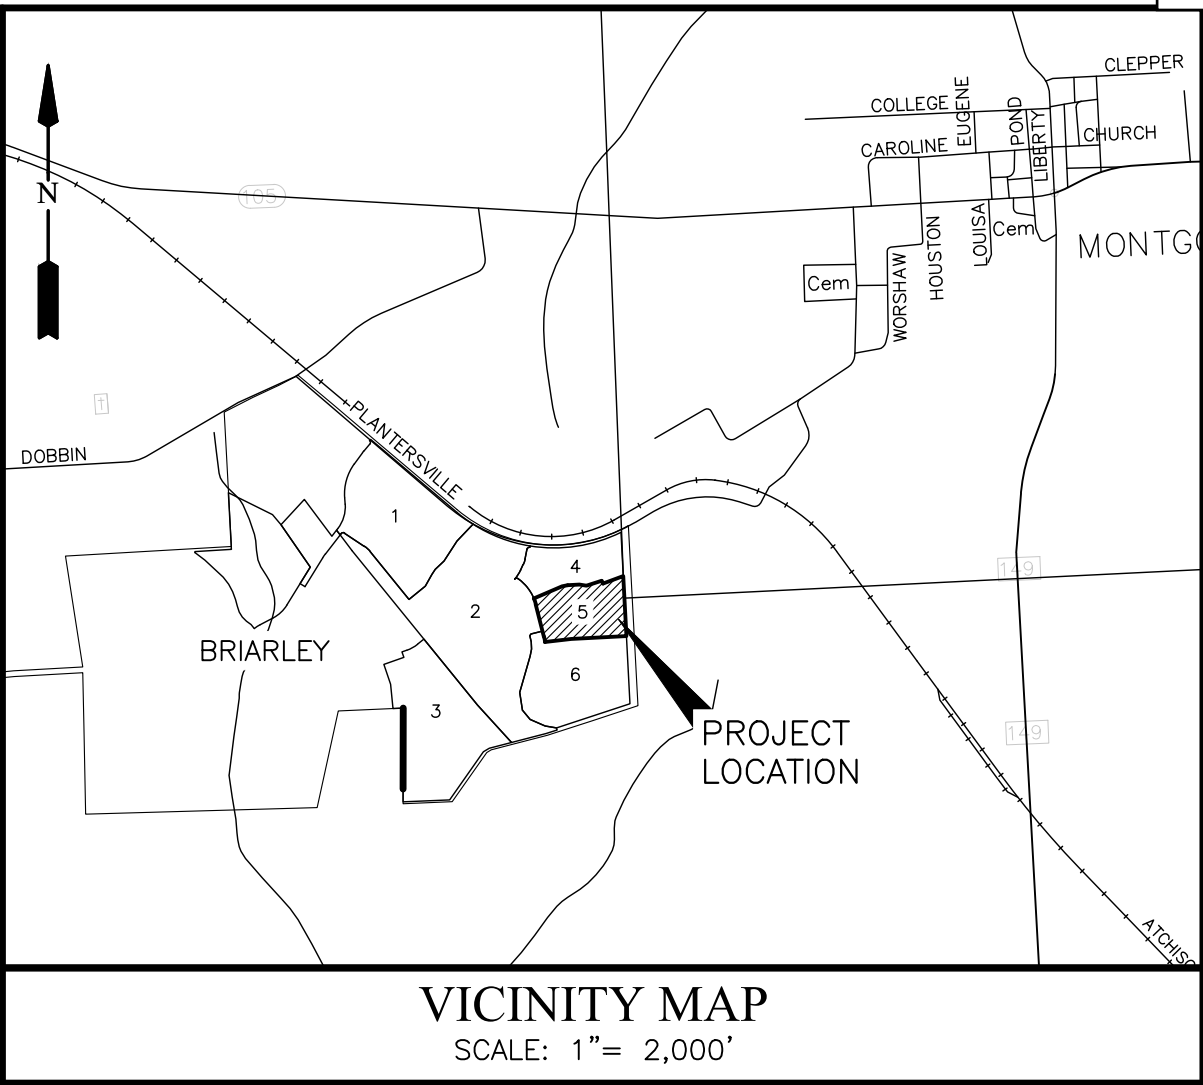 CLEPPER
COLLEGE
EUGENE
POND
LIBERTY
CHURCH
CAROLINE
N
105
LOUISA
Cem
HOUSTON
MONTG
WORSHAW
Cem
PLANTERSVILLE
DOBBIN
1
4
149
2
5
BRIARLEY
6
3
PROJECT
LOCATION
149
VICINITY MAP
SCALE: 1"= 2,000'